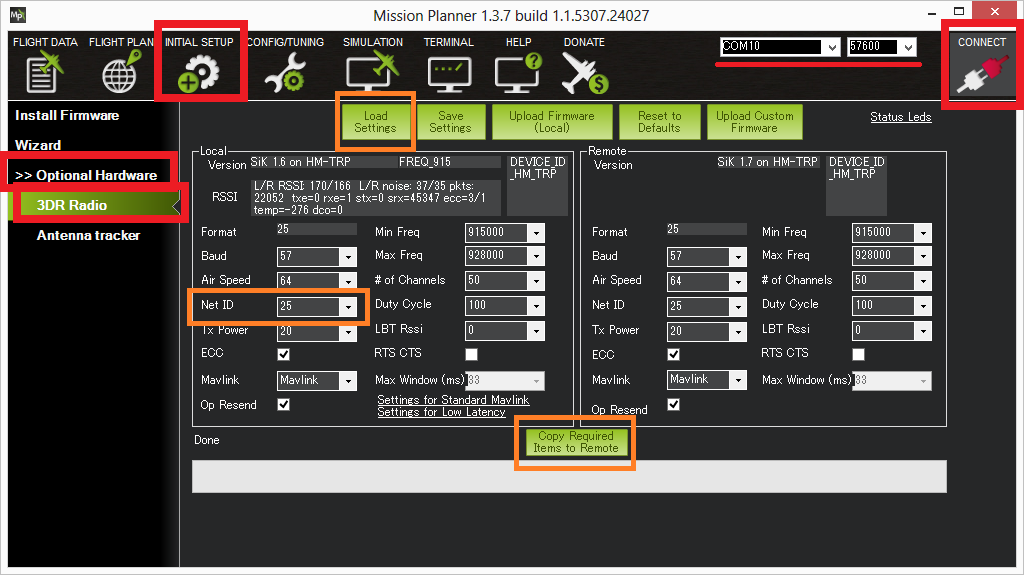 Mp
Mission Planner 1.3.7 build 1.1.5307.24027
FLIGHT DATA FLIGHT PLAN INITIAL SETUP CONFIG/TUNING SIMULATION TERMINAL HELP DONATE COM10 57600 CONNECT
Install Firmware
Wizard
>> Optional Hardware
3DR Radio
Antenna tracker
Load
Settings
Save
Settings
Upload Firmware
(Local)
Reset to
Defaults
Upload Custom
Firmware
Status Leds
Local
Version SiK 1.6 on HM-TRP FREQ_915 DEVICE_ID
_HM_TRP
RSSI
L/R RSSI: 170/166 L/R noise: 37/35 pkts:
22052 txe=0 rxe=1 stx=0 srx=45347 ecc=3/1
temp=-276 dco=0
Format 25 Min Freq 915000
Baud 57 Max Freq 928000
Air Speed 64 # of Channels 50
Net ID 25 Duty Cycle 100
Tx Power 20 LBT Rssi 0
ECC RTS CTS
Mavlink Mavlink Max Window (ms) 33
Op Resend
Settings for Standard Mavlink
Settings for Low Latency
Remote
Version SiK 1.7 on HM-TRP DEVICE_ID
_HM_TRP
Format 25 Min Freq 915000
Baud 57 Max Freq 928000
Air Speed 64 # of Channels 50
Net ID 25 Duty Cycle 100
Tx Power 20 LBT Rssi 0
ECC RTS CTS
Mavlink Mavlink Max Window (ms) 33
Op Resend
Done
Copy Required
Items to Remote